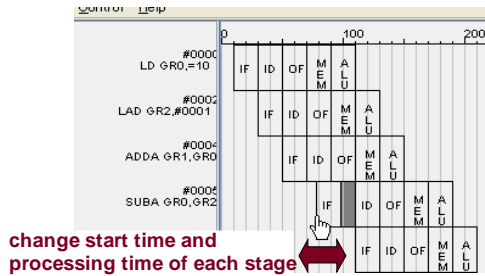 Control Help
0 100 200
#0000
LD GR0,=10
IF ID OF MEM ALU
#0002
LAD GR2,#0001
IF ID OF MEM ALU
#0004
ADDA GR1,GR0
IF ID OF MEM ALU
#0005
SUBA GR0,GR2
IF ID OF MEM ALU
change start time and
processing time of each stage
IF ID OF MEM ALU